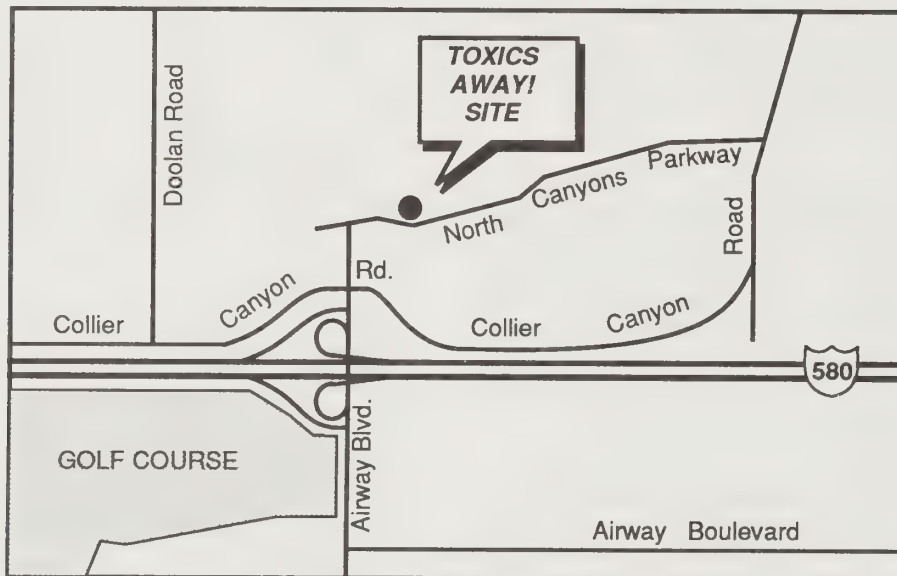 TOXICS
AWAY!
SITE
Doolan Road
North Canyons Parkway
Road
Canyon Rd.
Collier
Collier Canyon
580
Airway Blvd.
GOLF COURSE
Airway Boulevard